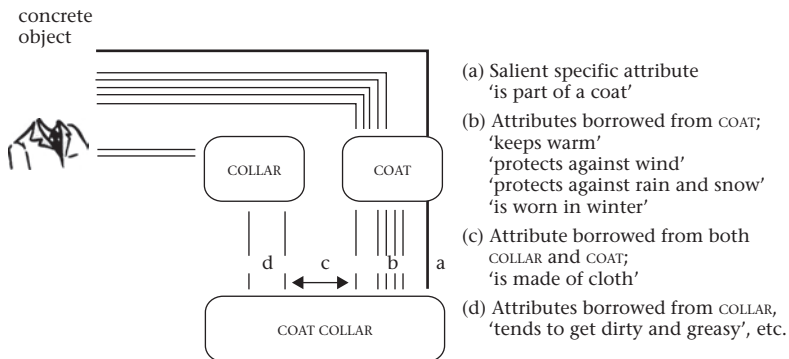 concrete
object
COLLAR
COAT
d
c
b
a
COAT COLLAR
(a) Salient specific attribute
‘is part of a coat’
(b) Attributes borrowed from COAT;
‘keeps warm’
‘protects against wind’
‘protects against rain and snow’
‘is worn in winter’
(c) Attribute borrowed from both
COLLAR and COAT;
‘is made of cloth’
(d) Attributes borrowed from COLLAR,
‘tends to get dirty and greasy’, etc.